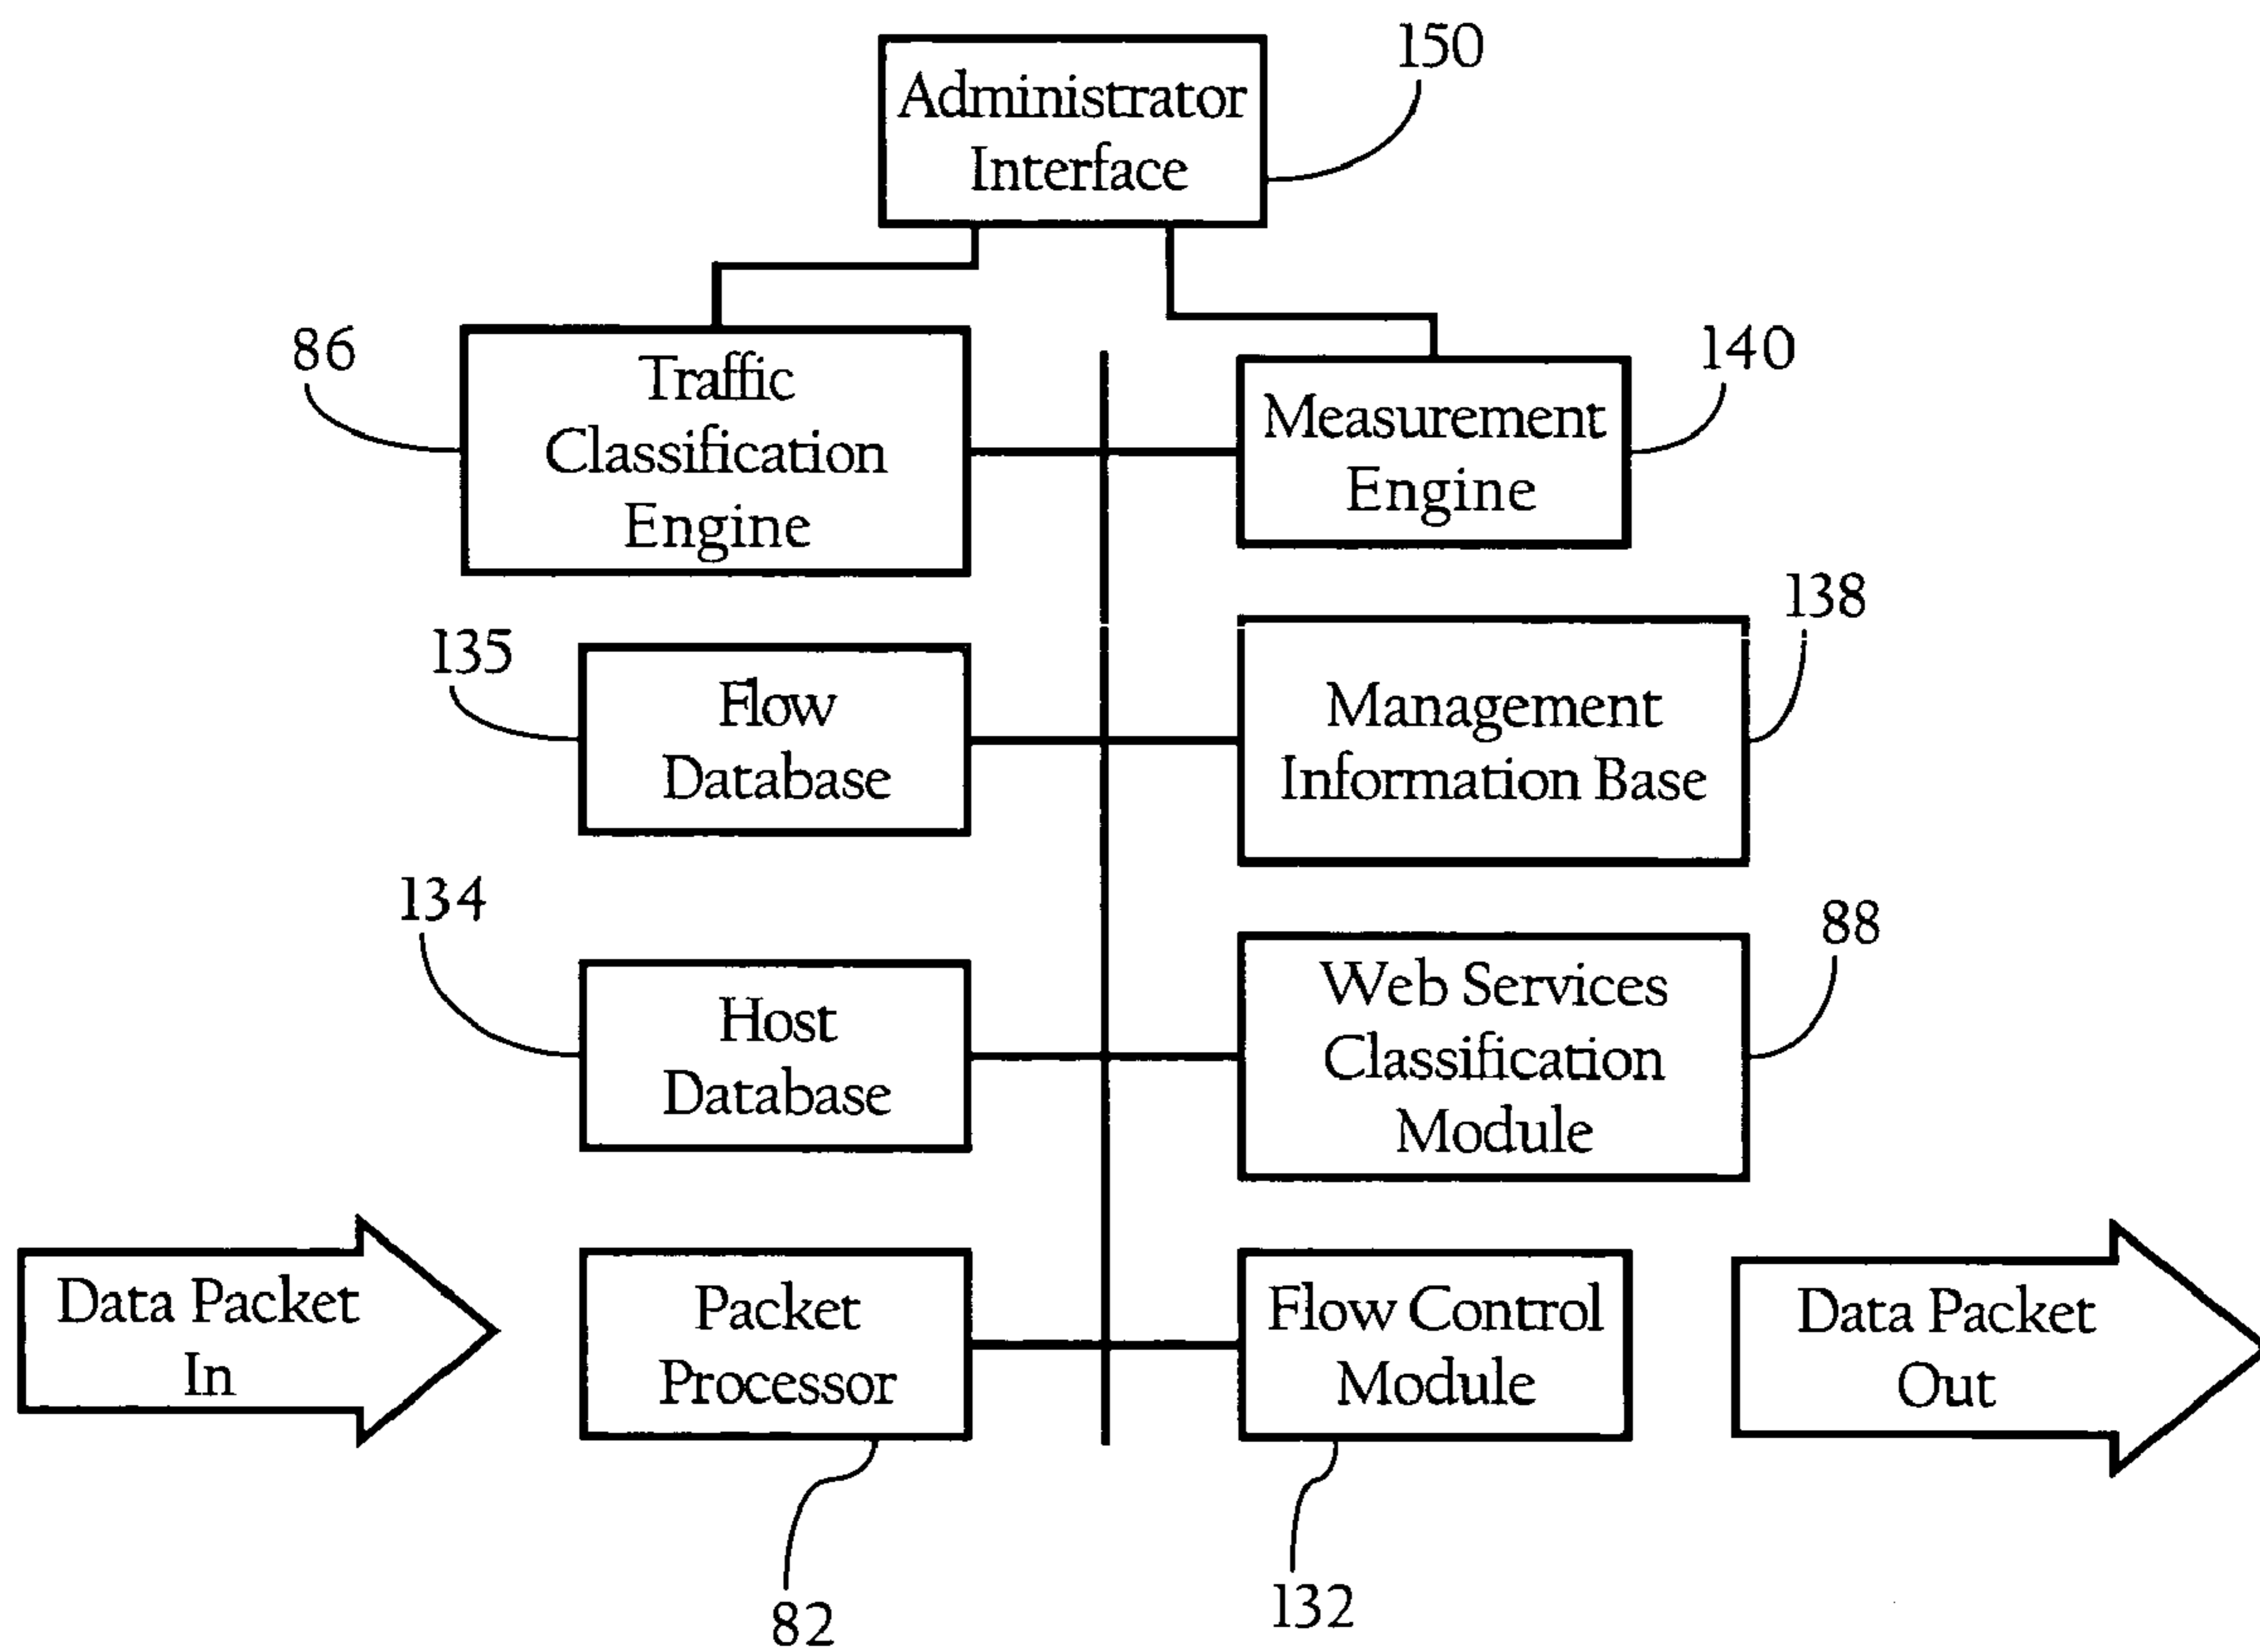 150
Administrator
Interface
86
Traffic
Classification
Engine
140
Measurement
Engine
135
Flow
Database
138
Management
Information Base
134
Host
Database
88
Web Services
Classification
Module
Data Packet
In
Packet
Processor
Flow Control
Module
Data Packet
Out
82
132